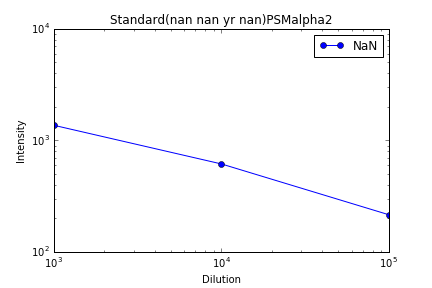 Standard(nan nan yr nan)PSMalpha2
NaN
10^4
10^3
10^2
Intensity
10^3 10^4 10^5
Dilution